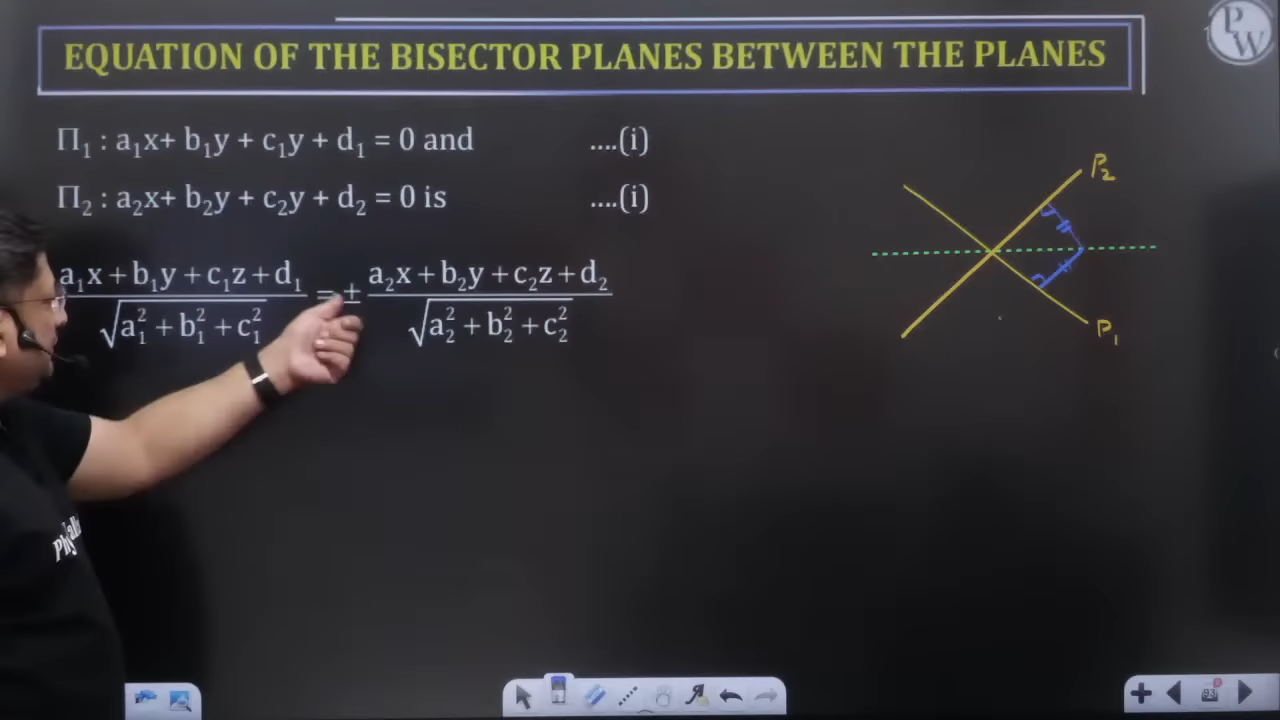 EQUATION OF THE BISECTOR PLANES BETWEEN THE PLANES
P
W
Π₁ : a₁x+ b₁y + c₁y + d₁ = 0 and ....(i)
Π₂ : a₂x+ b₂y + c₂y + d₂ = 0 is ....(i)
(a₁x + b₁y + c₁z + d₁)/√(a₁² + b₁² + c₁²) = ± (a₂x + b₂y + c₂z + d₂)/√(a₂² + b₂² + c₂²)
P₂
P₁
93